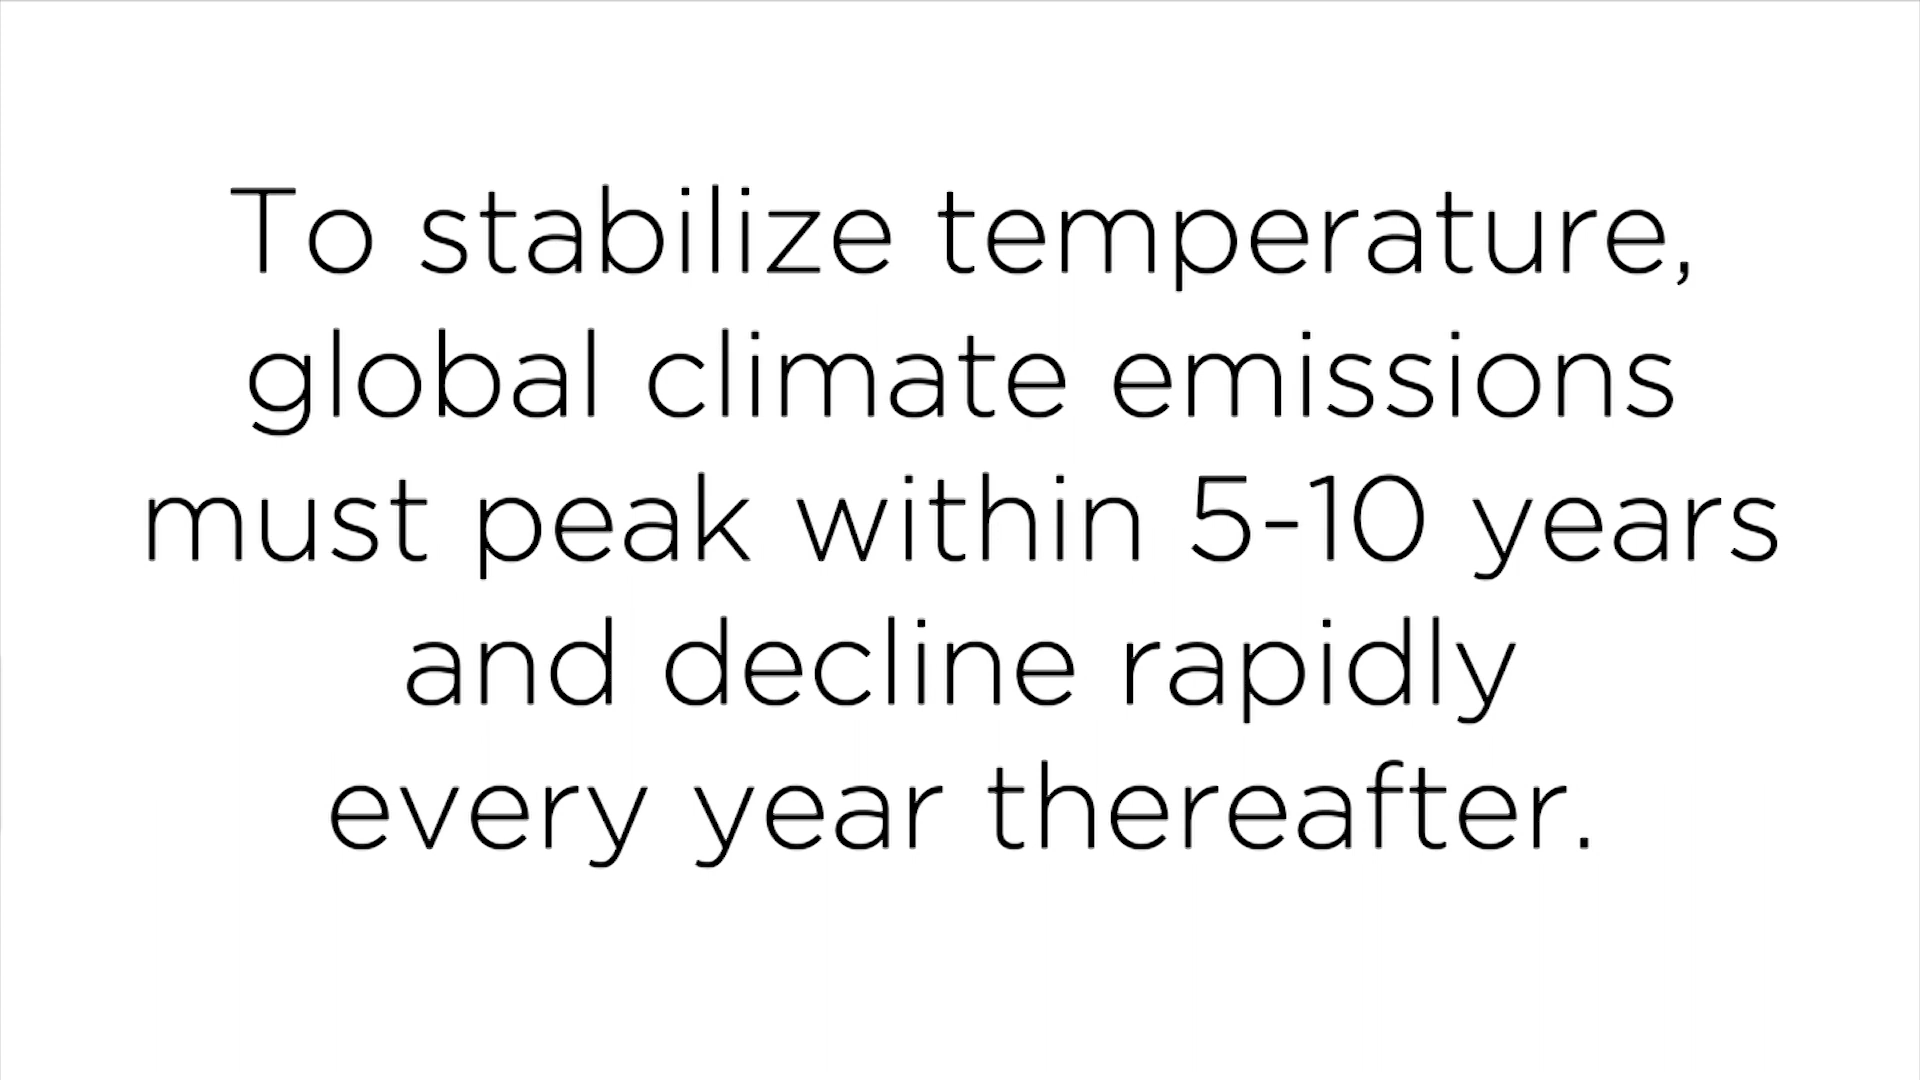 To stabilize temperature,
global climate emissions
must peak within 5-10 years
and decline rapidly
every year thereafter.